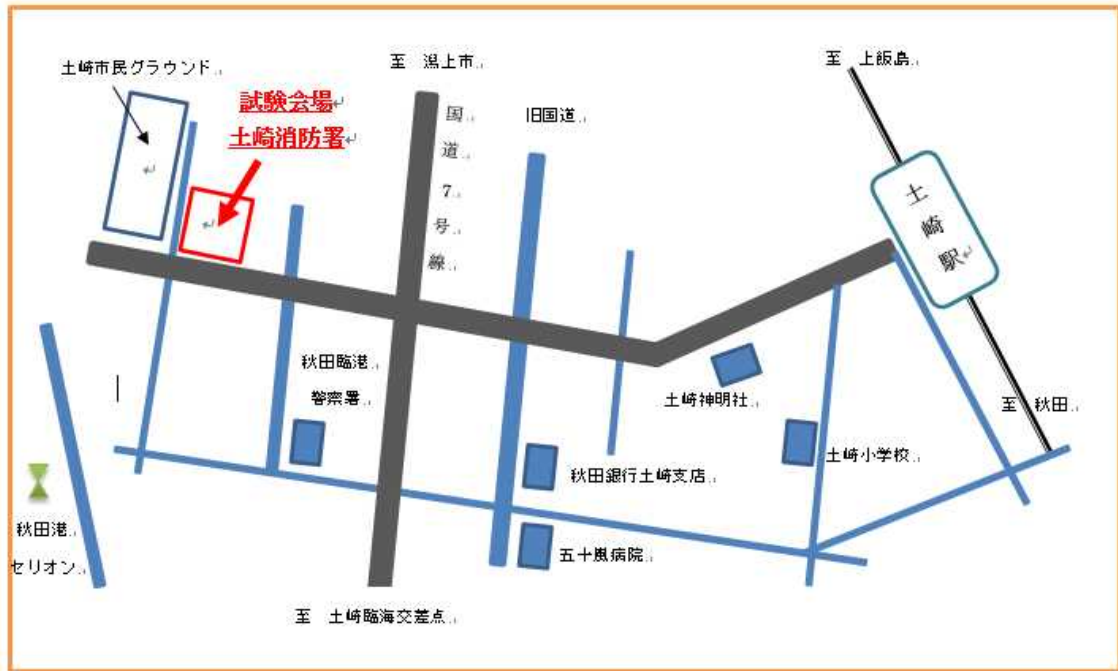 土崎市民グラウンド
試験会場
土崎消防署
至 潟上市
国道7号線
旧国道
至 上飯島
土崎駅
秋田臨港
警察署
土崎神明社
至 秋田
土崎小学校
秋田銀行土崎支店
秋田港
セリオン
五十嵐病院
至 土崎臨海交差点